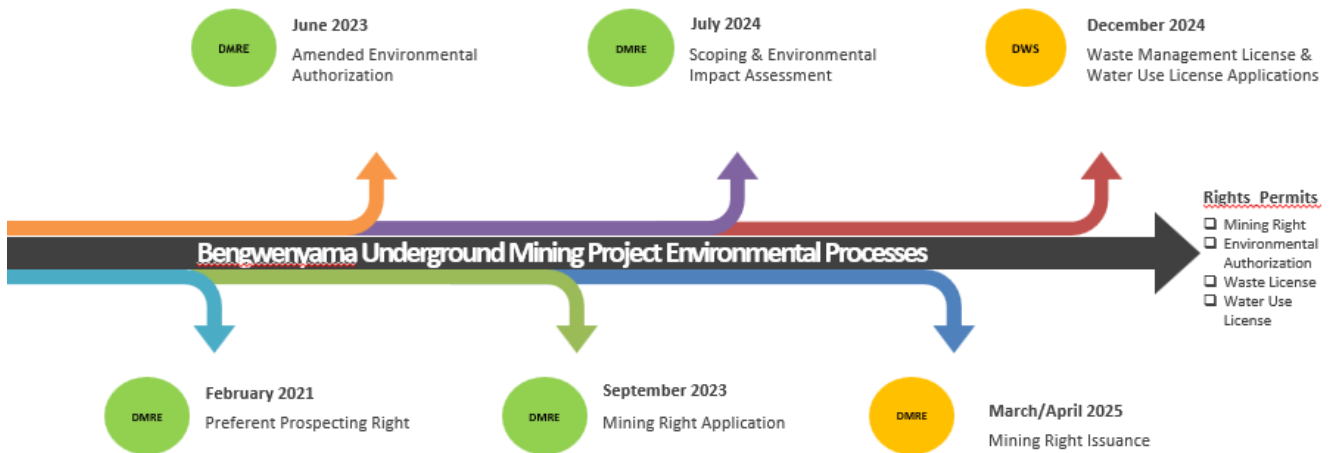 DMRE
June 2023
Amended Environmental
Authorization
DMRE
July 2024
Scoping & Environmental
Impact Assessment
DWS
December 2024
Waste Management License &
Water Use License Applications
Bengwenyama Underground Mining Project Environmental Processes
Rights Permits
❑ Mining Right
❑ Environmental
Authorization
❑ Waste License
❑ Water Use
License
DMRE
February 2021
Preferent Prospecting Right
DMRE
September 2023
Mining Right Application
DMRE
March/April 2025
Mining Right Issuance